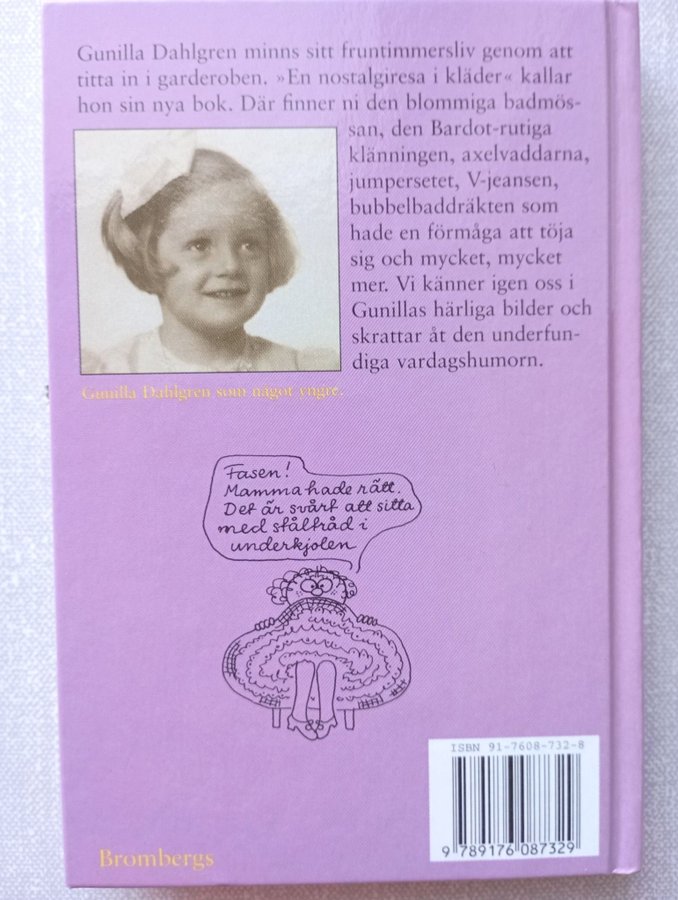 Gunilla Dahlgren minns sitt fruntimmersliv genom att
titta in i garderoben. »En nostalgiresa i kläder« kallar
hon sin nya bok. Där finner ni den blommiga badmös-
san, den Bardot-rutiga
klänningen, axelvaddarna,
jumpersetet, V-jeansen,
bubbelbaddräkten som
hade en förmåga att töja
sig och mycket, mycket
mer. Vi känner igen oss i
Gunillas härliga bilder och
skrattar åt den underfun-
diga vardagshumorn.
Gunilla Dahlgren som något yngre.
Fasen!
Mamma hade rätt.
Det är svårt att sitta
med ståltråd i
underkjolen
ISBN 91-7608-732-8
9 789176 087329
Brombergs